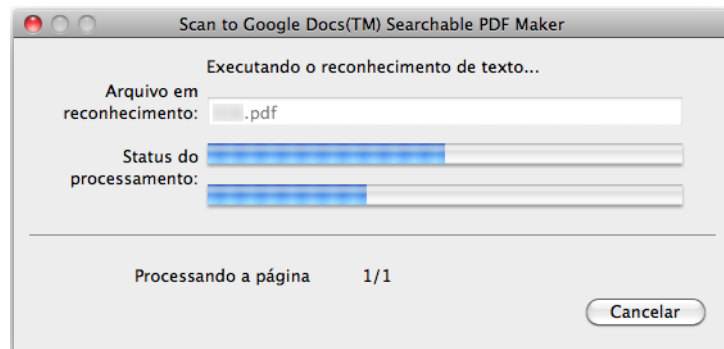 Scan to Google Docs(TM) Searchable PDF Maker
Executando o reconhecimento de texto...
Arquivo em
reconhecimento:
.pdf
Status do
processamento:
Processando a página 1/1
Cancelar